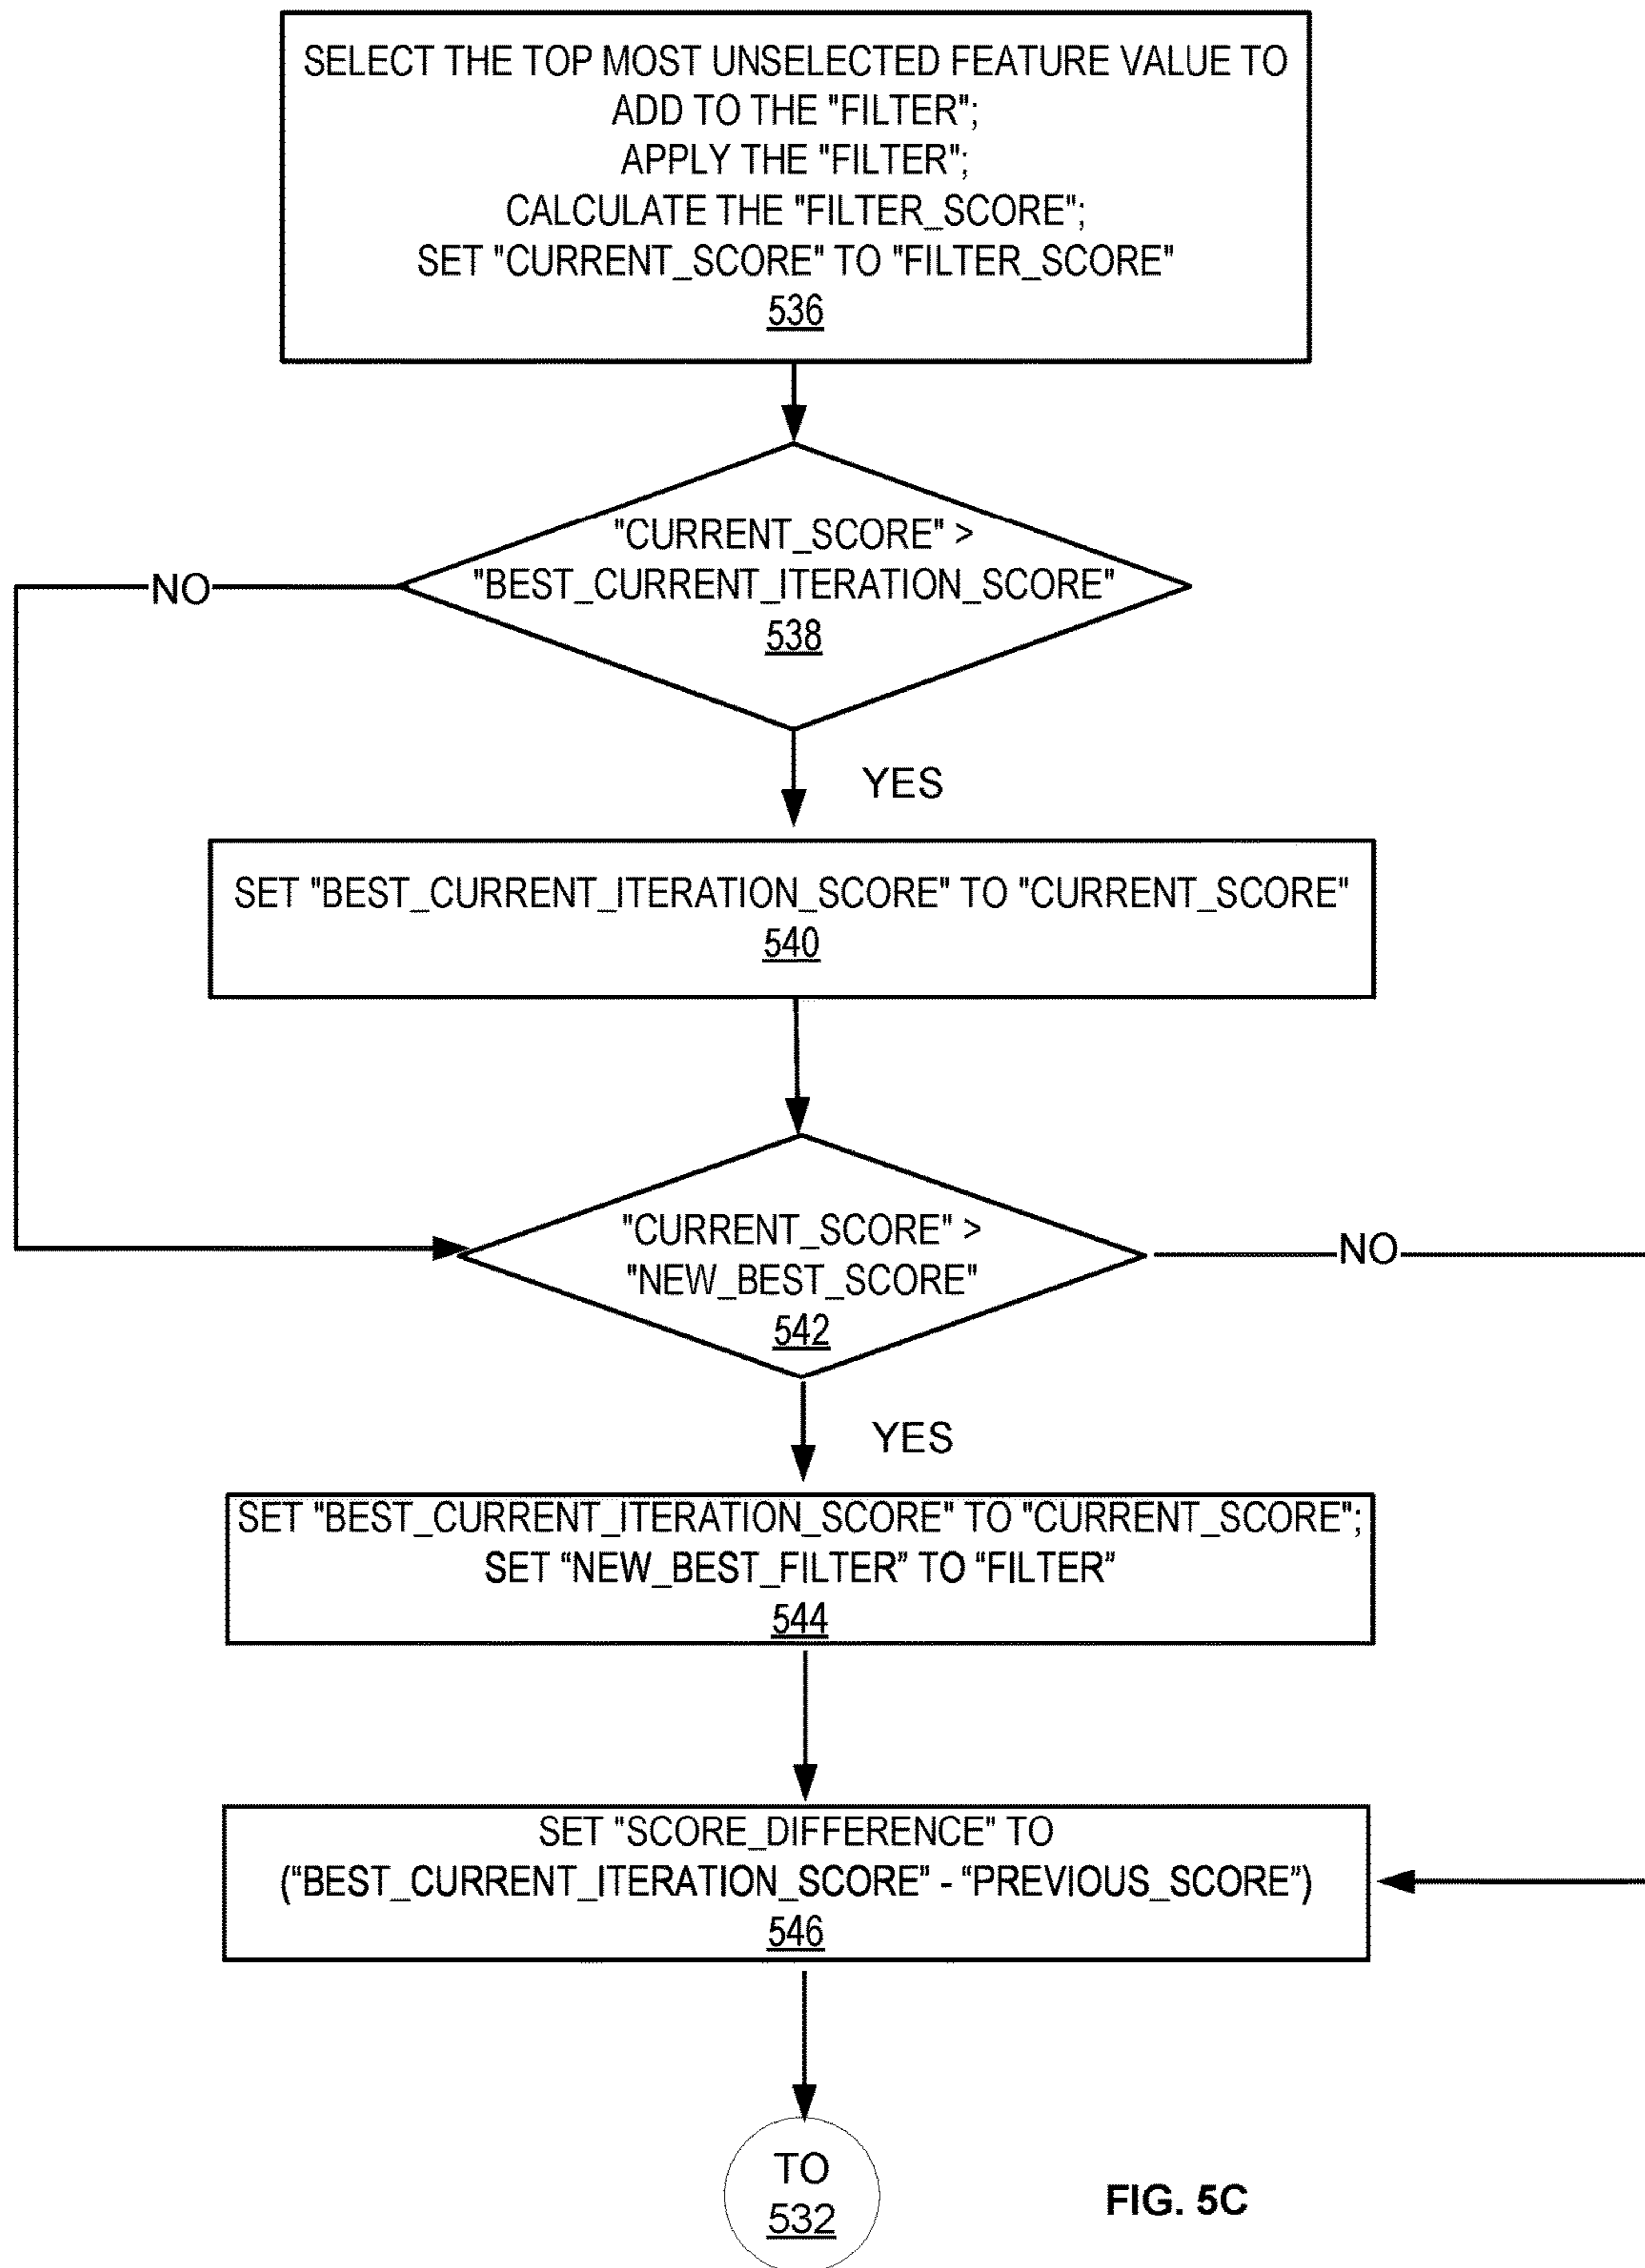 SELECT THE TOP MOST UNSELECTED FEATURE VALUE TO
ADD TO THE "FILTER";
APPLY THE "FILTER";
CALCULATE THE "FILTER_SCORE";
SET "CURRENT_SCORE" TO "FILTER_SCORE"
536
"CURRENT_SCORE" >
"BEST_CURRENT_ITERATION_SCORE"
538
NO
YES
SET "BEST_CURRENT_ITERATION_SCORE" TO "CURRENT_SCORE"
540
"CURRENT_SCORE" >
"NEW_BEST_SCORE"
542
NO
YES
SET "BEST_CURRENT_ITERATION_SCORE" TO "CURRENT_SCORE";
SET “NEW_BEST_FILTER” TO “FILTER”
544
SET "SCORE_DIFFERENCE" TO
(“BEST_CURRENT_ITERATION_SCORE” - “PREVIOUS_SCORE”)
546
TO
532
FIG. 5C